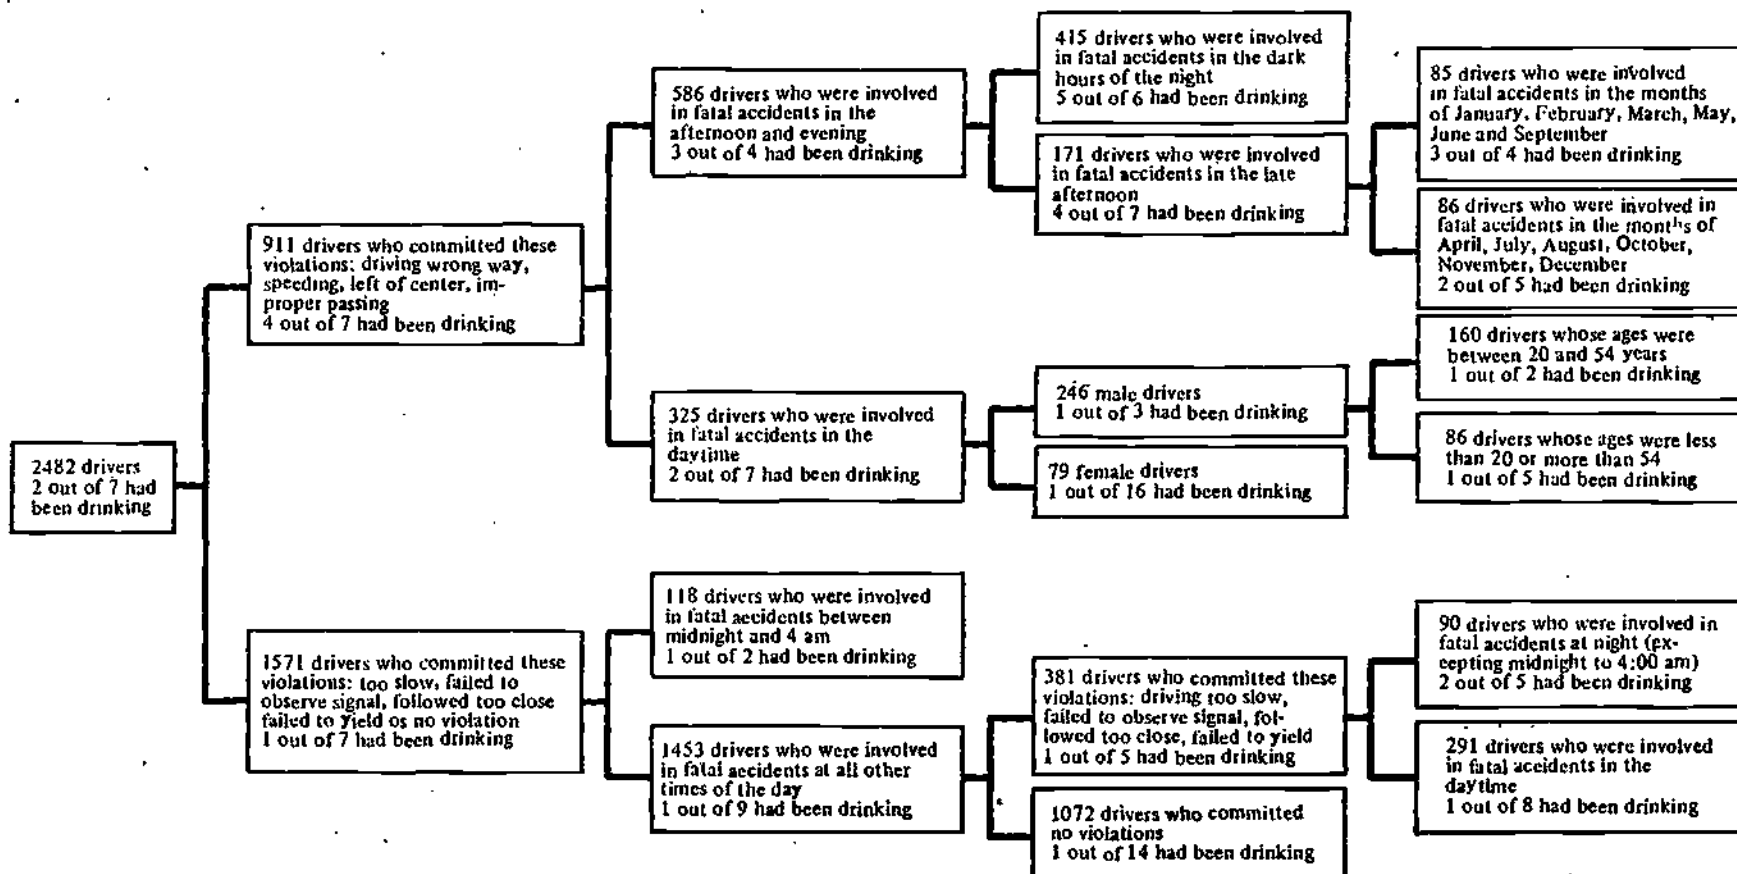 2482 drivers
2 out of 7 had
been drinking
911 drivers who committed these
violations: driving wrong way,
speeding, left of center, im-
proper passing
4 out of 7 had been drinking
1571 drivers who committed these
violations: too slow, failed to
observe signal, followed too close
failed to yield os no violation
1 out of 7 had been drinking
586 drivers who were involved
in fatal accidents in the
afternoon and evening
3 out of 4 had been drinking
325 drivers who were involved
in fatal accidents in the
daytime
2 out of 7 had been drinking
118 drivers who were involved
in fatal accidents between
midnight and 4 am
1 out of 2 had been drinking
1453 drivers who were involved
in fatal accidents at all other
times of the day
1 out of 9 had been drinking
415 drivers who were involved
in fatal accidents in the dark
hours of the night
5 out of 6 had been drinking
171 drivers who were involved
in fatal accidents in the late
afternoon
4 out of 7 had been drinking
246 male drivers
1 out of 3 had been drinking
79 female drivers
1 out of 16 had been drinking
381 drivers who committed these
violations: driving too slow,
failed to observe signal, fol-
lowed too close, failed to yield
1 out of 5 had been drinking
1072 drivers who committed
no violations
1 out of 14 had been drinking
85 drivers who were involved
in fatal accidents in the months
of January, February, March, May,
June and September
3 out of 4 had been drinking
86 drivers who were involved in
fatal accidents in the months of
April, July, August, October,
November, December
2 out of 5 had been drinking
160 drivers whose ages were
between 20 and 54 years
1 out of 2 had been drinking
86 drivers whose ages were less
than 20 or more than 54
1 out of 5 had been drinking
90 drivers who were involved in
fatal accidents at night (ex-
cepting midnight to 4:00 am)
2 out of 5 had been drinking
291 drivers who were involved
in fatal accidents in the
daytime
1 out of 8 had been drinking